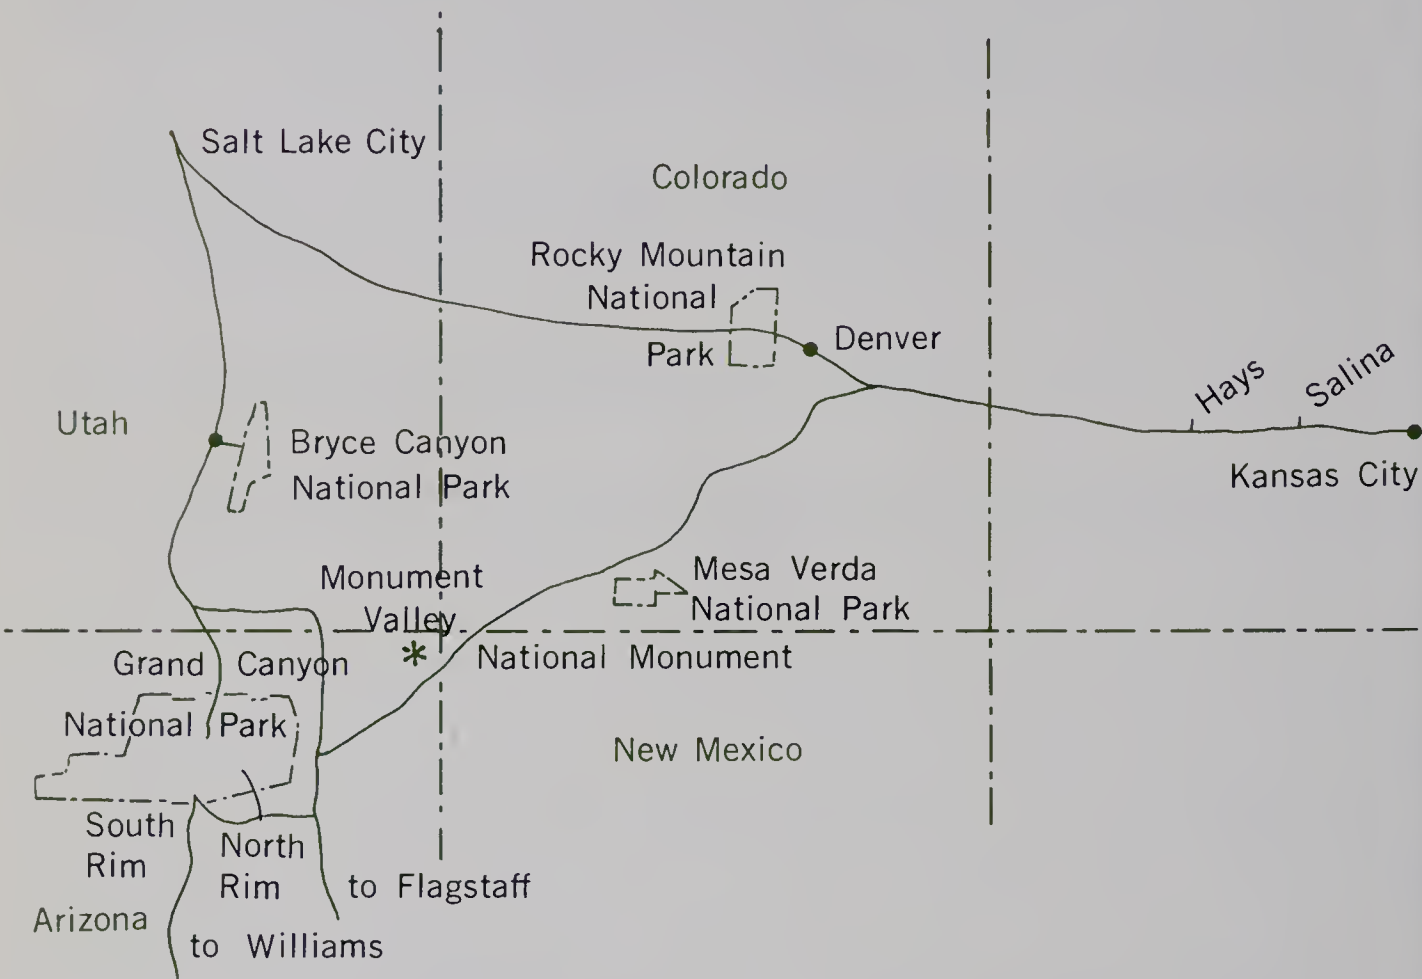 Salt Lake City
Colorado
Rocky Mountain
National
Park
Denver
Hays
Salina
Kansas City
Utah
Bryce Canyon
National Park
Monument
Valley
National Monument
Mesa Verda
National Park
Grand Canyon
National Park
New Mexico
South
Rim
North
Rim
to Flagstaff
Arizona
to Williams